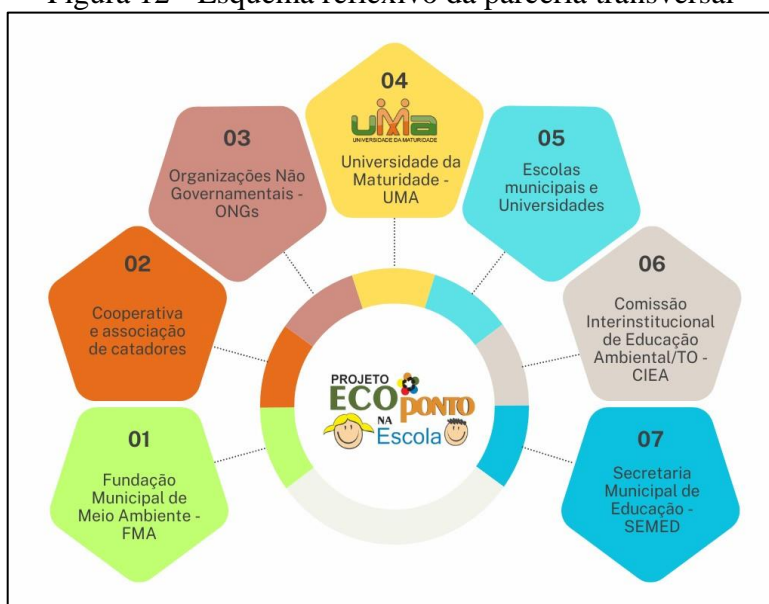 Figura 12 - Esquema reflexivo da parceria transversal
04
uma
UNIVERSIDADE DA MATURIDADE
Universidade da
Maturidade -
UMA
03
Organizações Não
Governamentais -
ONGs
05
Escolas
municipais e
Universidades
02
Cooperativa
e associação
de catadores
06
Comissão
Interinstitucional
de Educação
Ambiental/TO -
CIEA
PROJETO
ECO PONTO
NA
Escola
01
Fundação
Municipal de
Meio Ambiente -
FMA
07
Secretaria
Municipal de
Educação -
SEMED